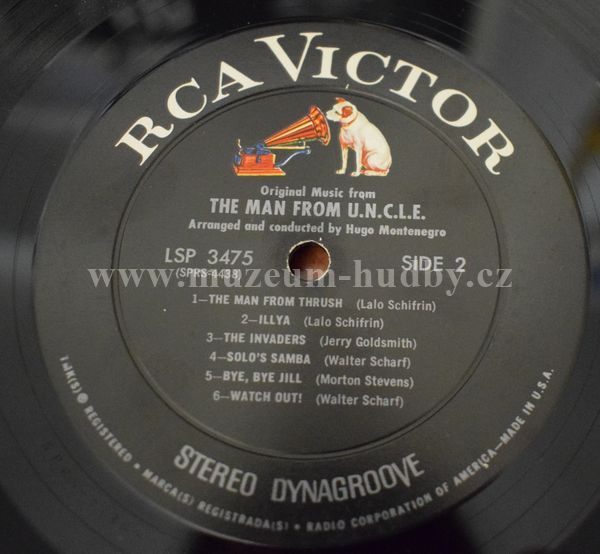 RCA VICTOR
Original Music from
THE MAN FROM U.N.C.L.E.
Arranged and conducted by Hugo Montenegro
LSP 3475
(SPRS-4438)
SIDE 2
www.muzeum-hudby.cz
1—THE MAN FROM THRUSH (Lalo Schifrin)
2—ILLYA (Lalo Schifrin)
3—THE INVADERS (Jerry Goldsmith)
4—SOLO'S SAMBA (Walter Scharf)
5—BYE, BYE JILL (Morton Stevens)
6—WATCH OUT! (Walter Scharf)
STEREO DYNAGROOVE
TMK(S) ® REGISTERED • MARCA(S) REGISTRADA(S) • RADIO CORPORATION OF AMERICA—MADE IN U.S.A.